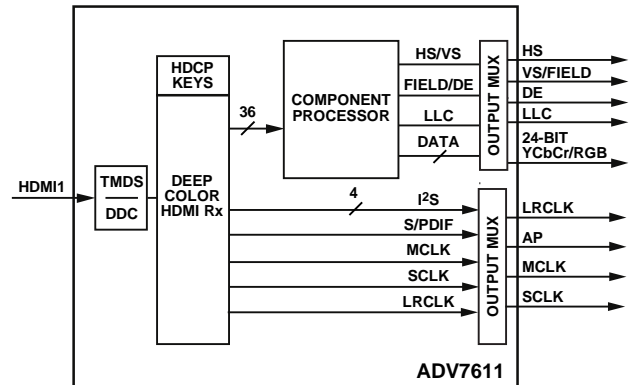 HDCP
KEYS
36
COMPONENT
PROCESSOR
HS/VS
FIELD/DE
LLC
DATA
OUTPUT MUX
HS
VS/FIELD
DE
LLC
24-BIT
YCbCr/RGB
HDMI1
TMDS
DDC
DEEP
COLOR
HDMI Rx
4
I²S
S/PDIF
MCLK
SCLK
LRCLK
OUTPUT MUX
LRCLK
AP
MCLK
SCLK
ADV7611